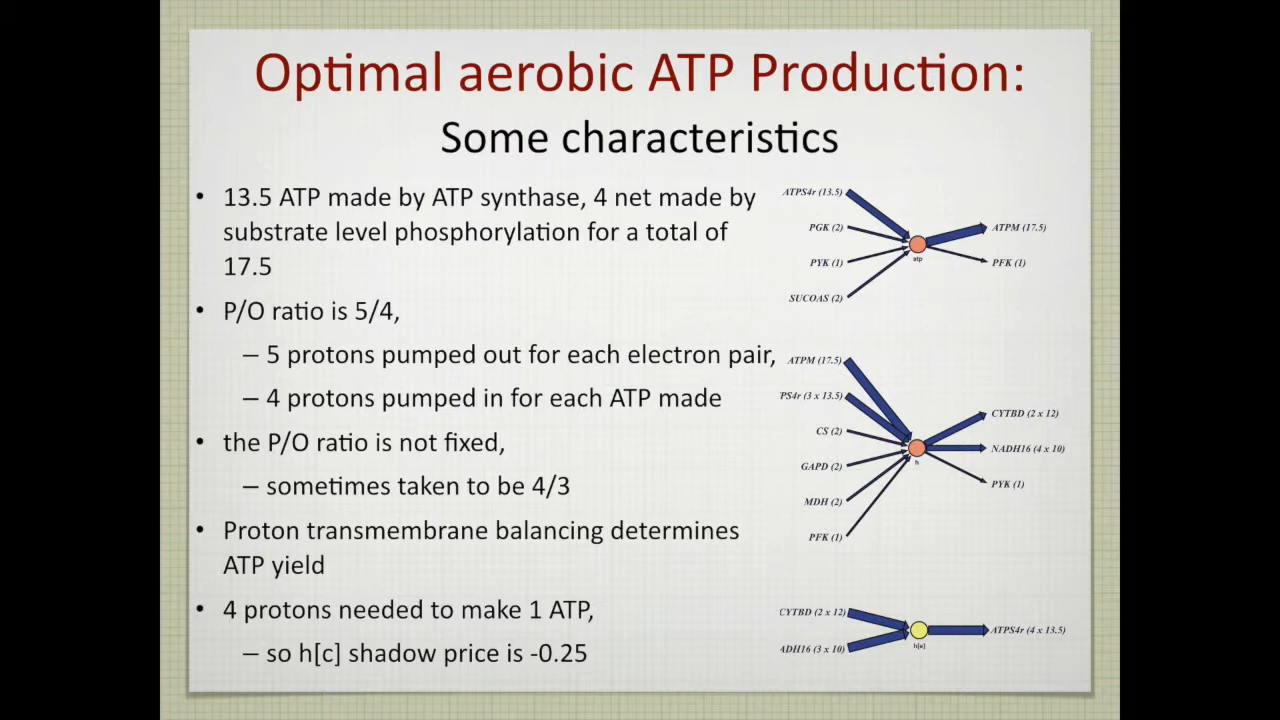 Optimal aerobic ATP Production:
Some characteristics
• 13.5 ATP made by ATP synthase, 4 net made by
substrate level phosphorylation for a total of
17.5
• P/O ratio is 5/4,
– 5 protons pumped out for each electron pair,
– 4 protons pumped in for each ATP made
• the P/O ratio is not fixed,
– sometimes taken to be 4/3
• Proton transmembrane balancing determines
ATP yield
• 4 protons needed to make 1 ATP,
– so h[c] shadow price is -0.25
ATPS4r (13.5)
PGK (2)
PYK (1)
SUCOAS (2)
atp
ATPM (17.5)
PFK (1)
ATPM (17.5)
PS4r (3 x 13.5)
CS (2)
GAPD (2)
MDH (2)
PFK (1)
h
CYTBD (2 x 12)
NADH16 (4 x 10)
PYK (1)
CYTBD (2 x 12)
ADH16 (3 x 10)
h[e]
ATPS4r (4 x 13.5)